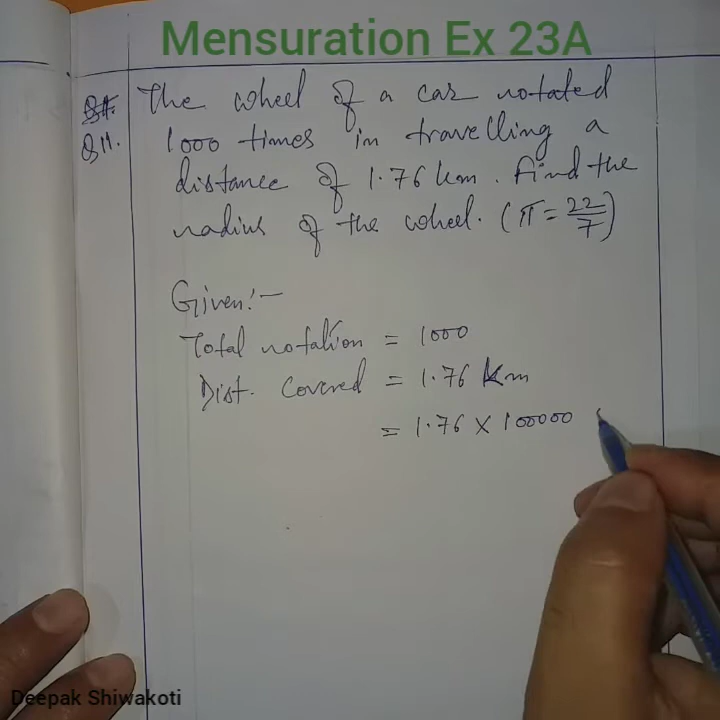 Mensuration Ex 23A
Q11. The wheel of a car rotated
1000 times in travelling a
distance of 1.76 km. Find the
radius of the wheel. (π = 22/7)
Given:-
Total rotation = 1000
Dist. Covered = 1.76 Km
= 1.76 × 100000
Deepak Shiwakoti